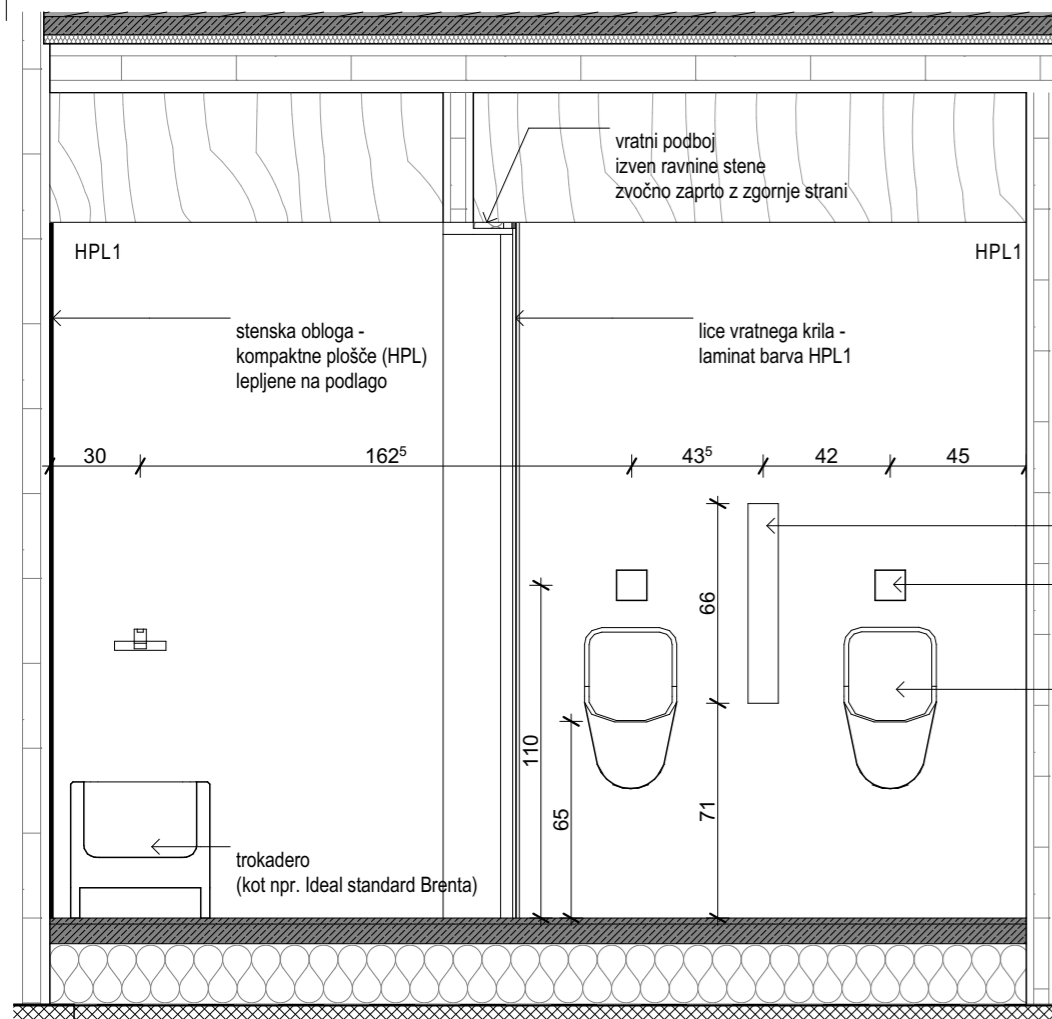 vratni podboj
izven ravnine stene
zvočno zaprto z zgornje strani
HPL1
HPL1
stenska obloga -
kompaktne plošče (HPL)
lepljene na podlago
lice vratnega krila -
laminat barva HPL1
30
162⁵
43⁵
42
45
66
110
65
71
trokadero
(kot npr. Ideal standard Brenta)